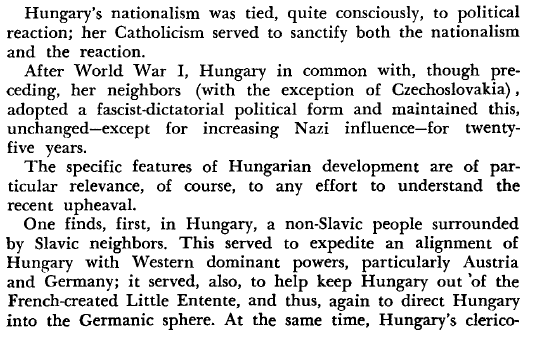 Hungary's nationalism was tied, quite consciously, to political
reaction; her Catholicism served to sanctify both the nationalism
and the reaction.
After World War I, Hungary in common with, though pre-
ceding, her neighbors (with the exception of Czechoslovakia),
adopted a fascist-dictatorial political form and maintained this,
unchanged—except for increasing Nazi influence—for twenty-
five years.
The specific features of Hungarian development are of par-
ticular relevance, of course, to any effort to understand the
recent upheaval.
One finds, first, in Hungary, a non-Slavic people surrounded
by Slavic neighbors. This served to expedite an alignment of
Hungary with Western dominant powers, particularly Austria
and Germany; it served, also, to help keep Hungary out of the
French-created Little Entente, and thus, again to direct Hungary
into the Germanic sphere. At the same time, Hungary's clerico-